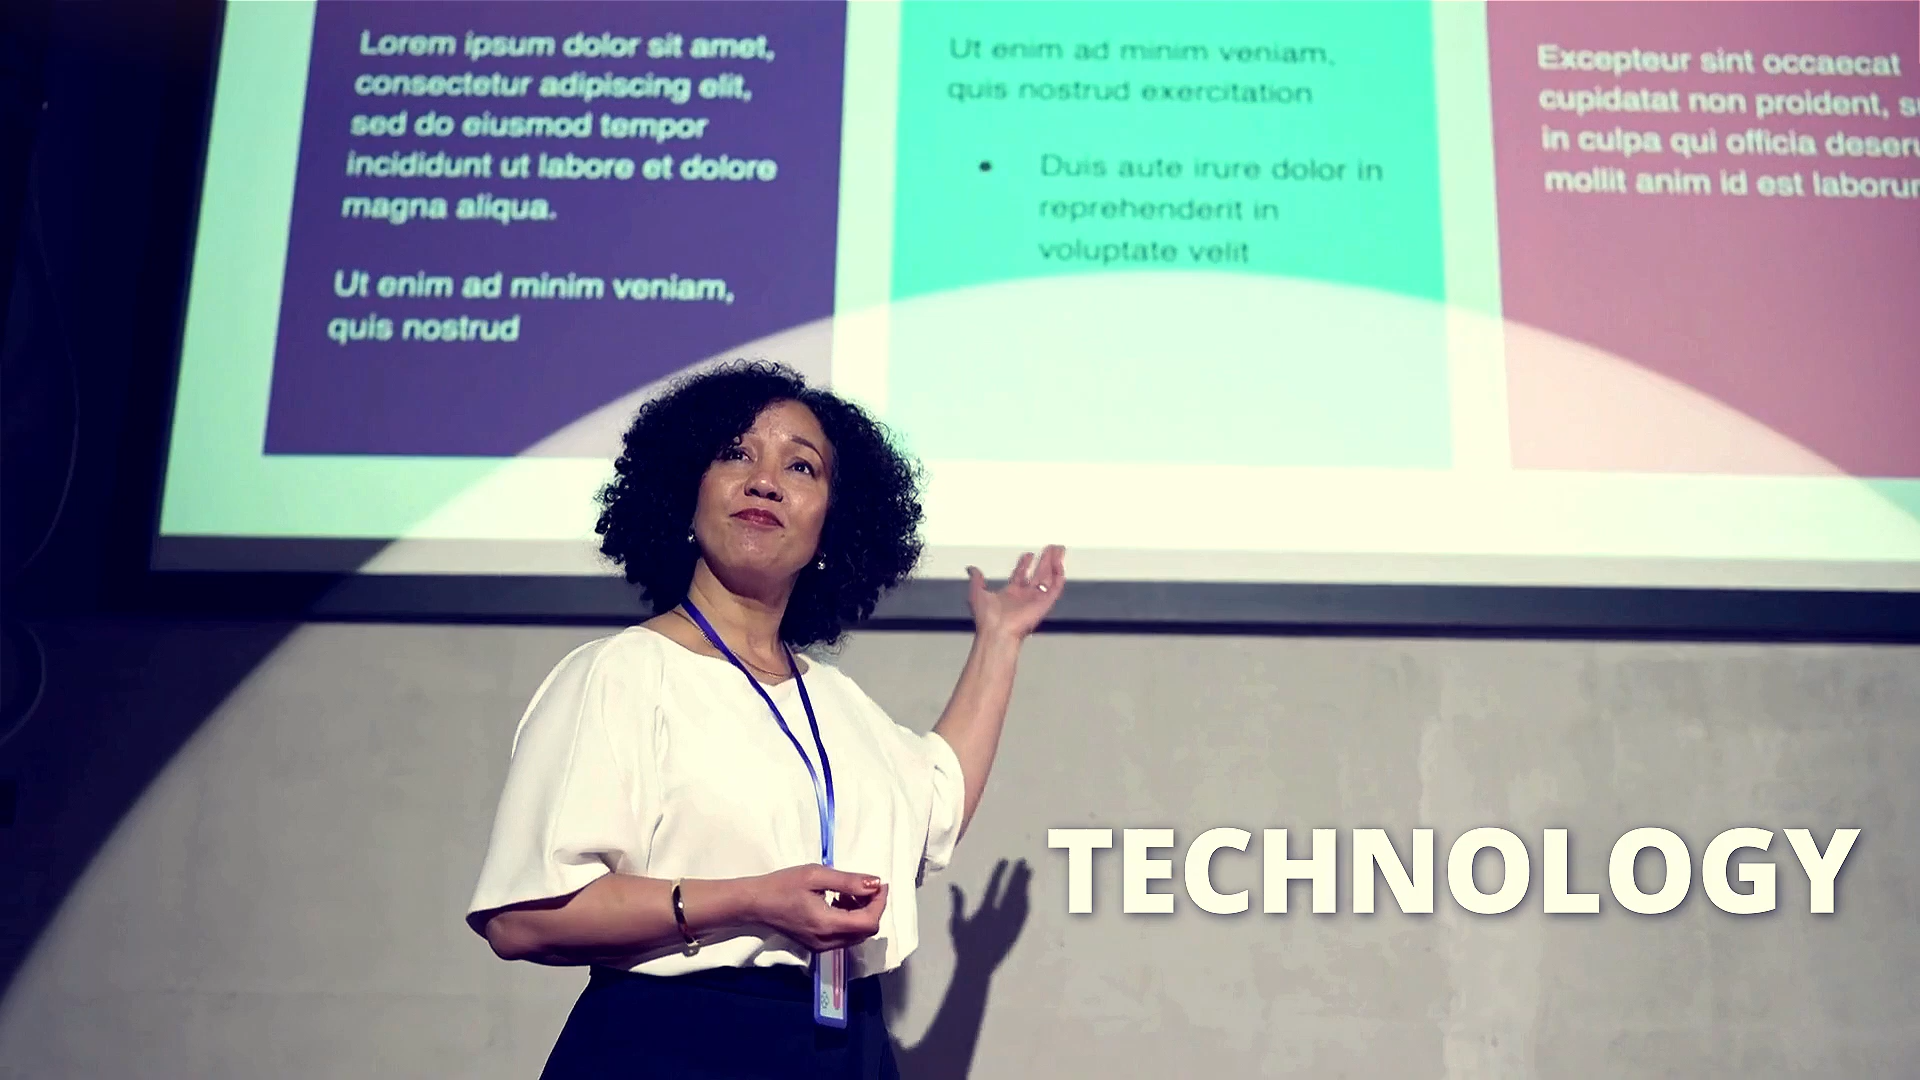 Lorem ipsum dolor sit amet,
consectetur adipiscing elit,
sed do eiusmod tempor
incididunt ut labore et dolore
magna aliqua.
Ut enim ad minim veniam,
quis nostrud
Ut enim ad minim veniam,
quis nostrud exercitation
• Duis aute irure dolor in
reprehenderit in
voluptate velit
Excepteur sint occaecat
cupidatat non proident,
in culpa qui officia
mollit anim id est
TECHNOLOGY